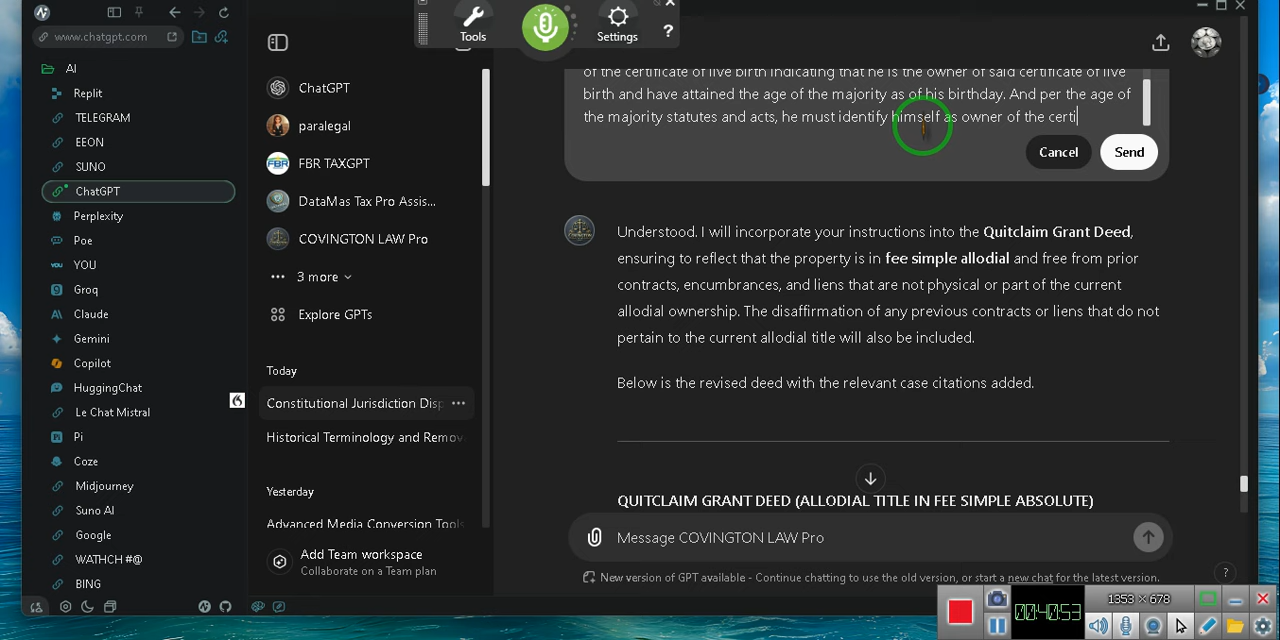 www.chatgpt.com
AI
Replit
TELEGRAM
EEON
SUNO
ChatGPT
Perplexity
Poe
YOU
Groq
Claude
Gemini
Copilot
HuggingChat
Le Chat Mistral
Pi
Coze
Midjourney
Suno AI
Google
WATHCH #@
BING
Tools
Settings
?
ChatGPT
paralegal
FBR TAXGPT
DataMas Tax Pro Assis...
COVINGTON LAW Pro
3 more
Explore GPTs
Today
Constitutional Jurisdiction Disp
Historical Terminology and Remov
Yesterday
Advanced Media Conversion Tools
Add Team workspace
Collaborate on a Team plan
of the certificate of live birth indicating that he is the owner of said certificate of live
birth and have attained the age of the majority as of his birthday. And per the age of
the majority statutes and acts, he must identify himself as owner of the certi
Cancel
Send
Understood. I will incorporate your instructions into the Quitclaim Grant Deed,
ensuring to reflect that the property is in fee simple allodial and free from prior
contracts, encumbrances, and liens that are not physical or part of the current
allodial ownership. The disaffirmation of any previous contracts or liens that do not
pertain to the current allodial title will also be included.
Below is the revised deed with the relevant case citations added.
QUITCLAIM GRANT DEED (ALLODIAL TITLE IN FEE SIMPLE ABSOLUTE)
Message COVINGTON LAW Pro
New version of GPT available - Continue chatting to use the old version, or start a new chat for the latest version.
?
1353 × 678
00:40:53